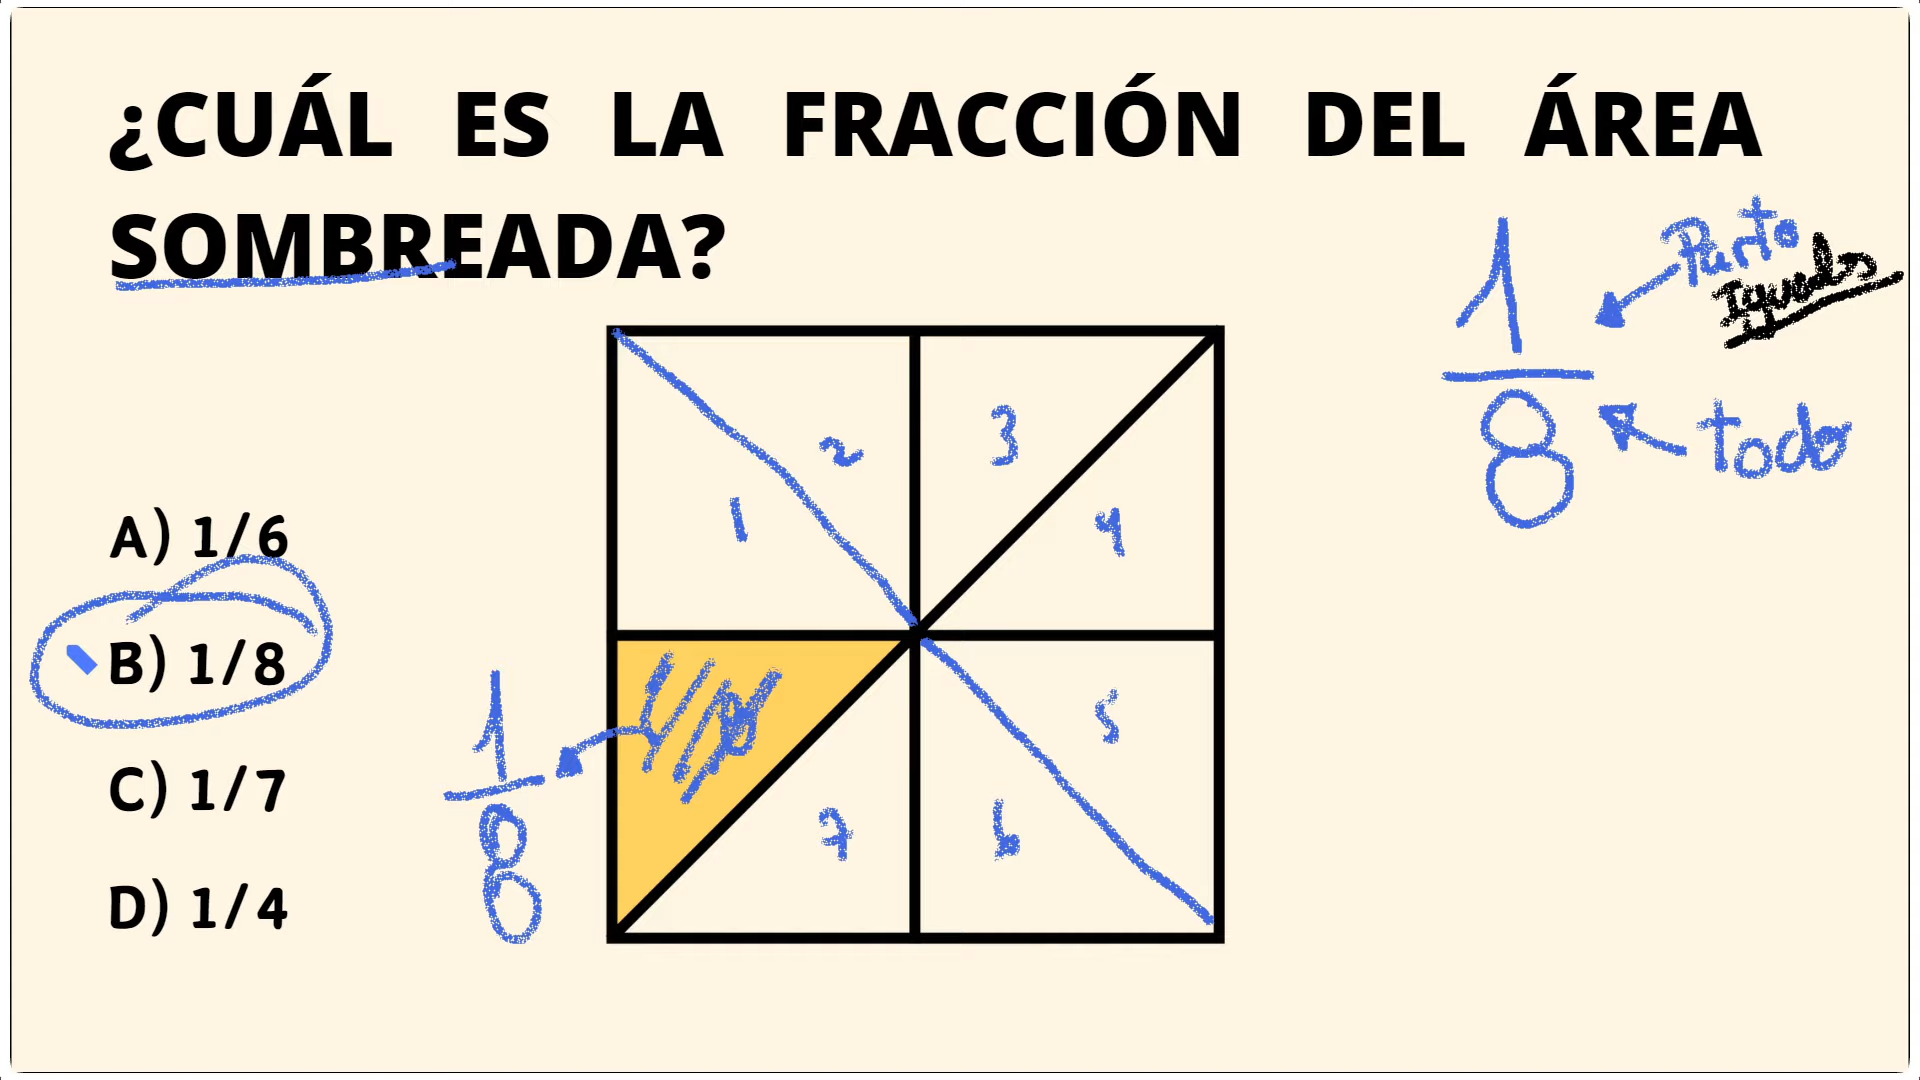 ¿CUÁL ES LA FRACCIÓN DEL ÁREA
SOMBREADA?
1
8
Parte
Iguales
todo
A) 1/6
B) 1/8
C) 1/7
D) 1/4
1
2
3
4
5
6
7
8
1
8